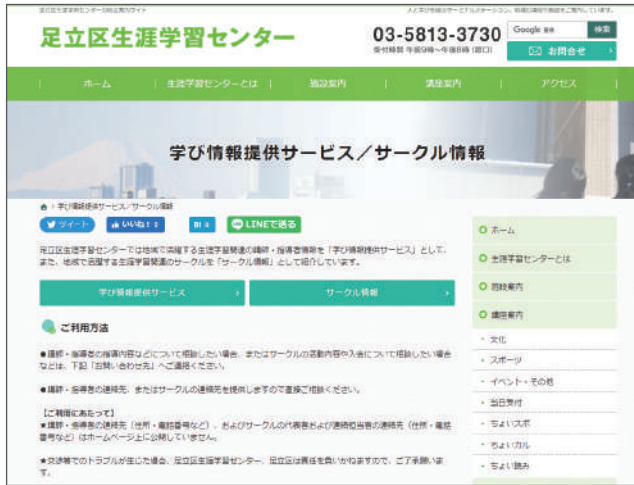 足立区生涯学習センター
03-5813-3730
受付時間 午前9時～午後8時 (窓口)
Google
検索
お問合せ
ホーム
生涯学習センターとは
施設案内
講座案内
アクセス
学び情報提供サービス／サークル情報
学び情報提供サービス/サークル情報
ツイート
いいね！ 0
B! 4
LINEで送る
足立区生涯学習センターでは地域で活躍する生涯学習関連の講師・指導者情報を「学び情報提供サービス」として、
また、地域で活躍する生涯学習関連のサークルを「サークル情報」として紹介しています。
学び情報提供サービス
サークル情報
ご利用方法
●講師・指導者の指導内容などについて相談したい場合、またはサークルの活動内容や入会について相談したい場合
などは、下記「お問い合わせ先」へご連絡ください。
●講師・指導者の連絡先、またはサークルの連絡先を提供しますので直接ご相談ください。
【ご利用にあたって】
★講師・指導者の連絡先（住所・電話番号など）、およびサークルの代表者および連絡担当者の連絡先（住所・電話
番号など）はホームページ上に公開していません。
★交渉等でのトラブルが生じた場合、足立区生涯学習センター、足立区は責任を負いかねますので、ご了承願いま
す。
ホーム
生涯学習センターとは
施設案内
講座案内
文化
スポーツ
イベント・その他
当日受付
ちょいスポ
ちょいカル
ちょい読み